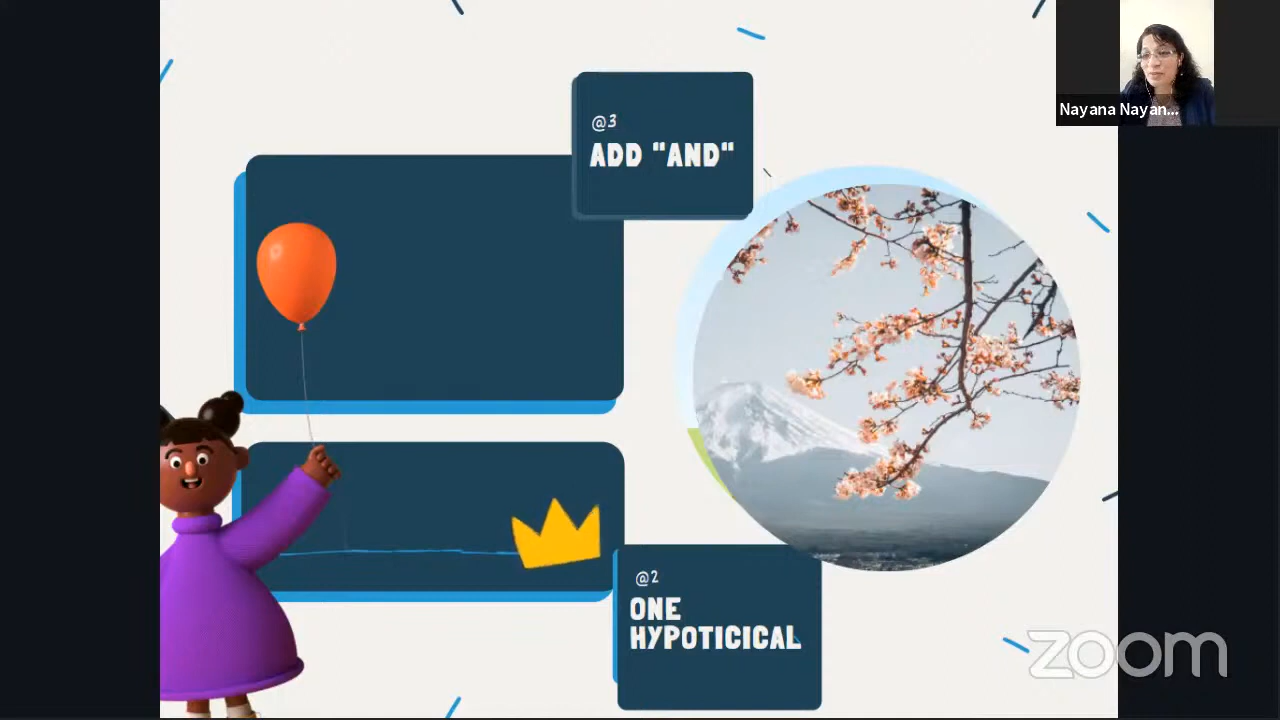 @3
ADD "AND"
Nayana Nayan...
@2
ONE
HYPOTICICAL
zoom